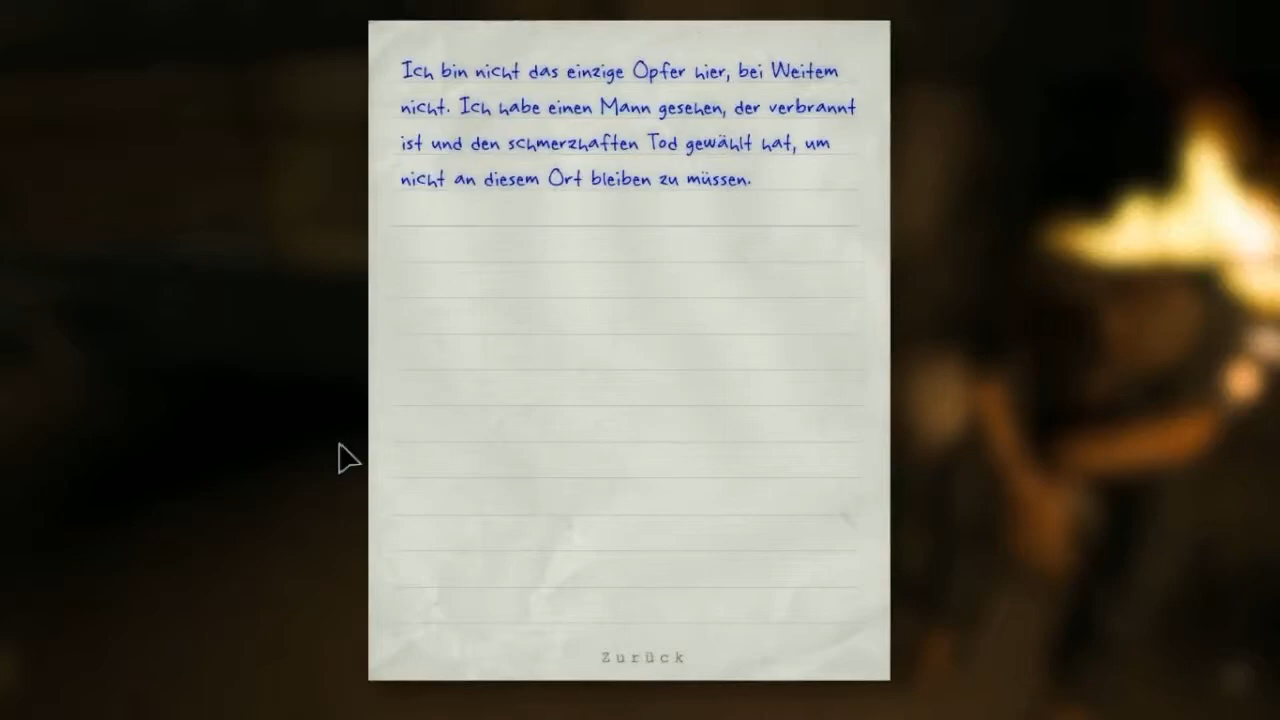 Ich bin nicht das einzige Opfer hier, bei Weitem
nicht. Ich habe einen Mann gesehen, der verbrannt
ist und den schmerzhaften Tod gewählt hat, um
nicht an diesem Ort bleiben zu müssen.
Zurück